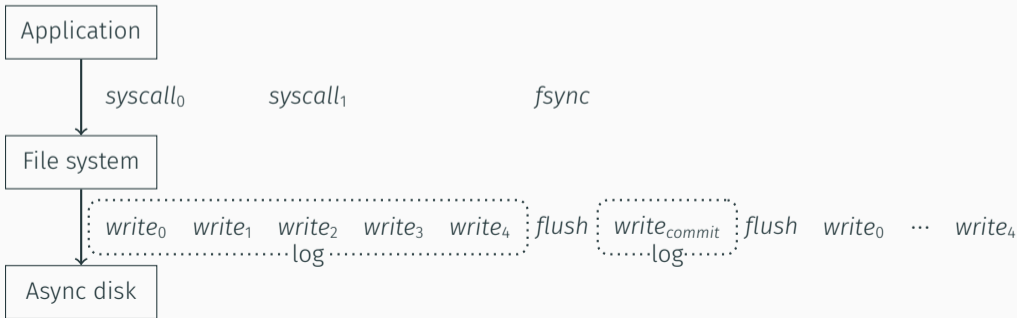 Application
syscall₀ syscall₁ fsync
File system
write₀ write₁ write₂ write₃ write₄ flush write_commit flush write₀ ··· write₄
log log
Async disk